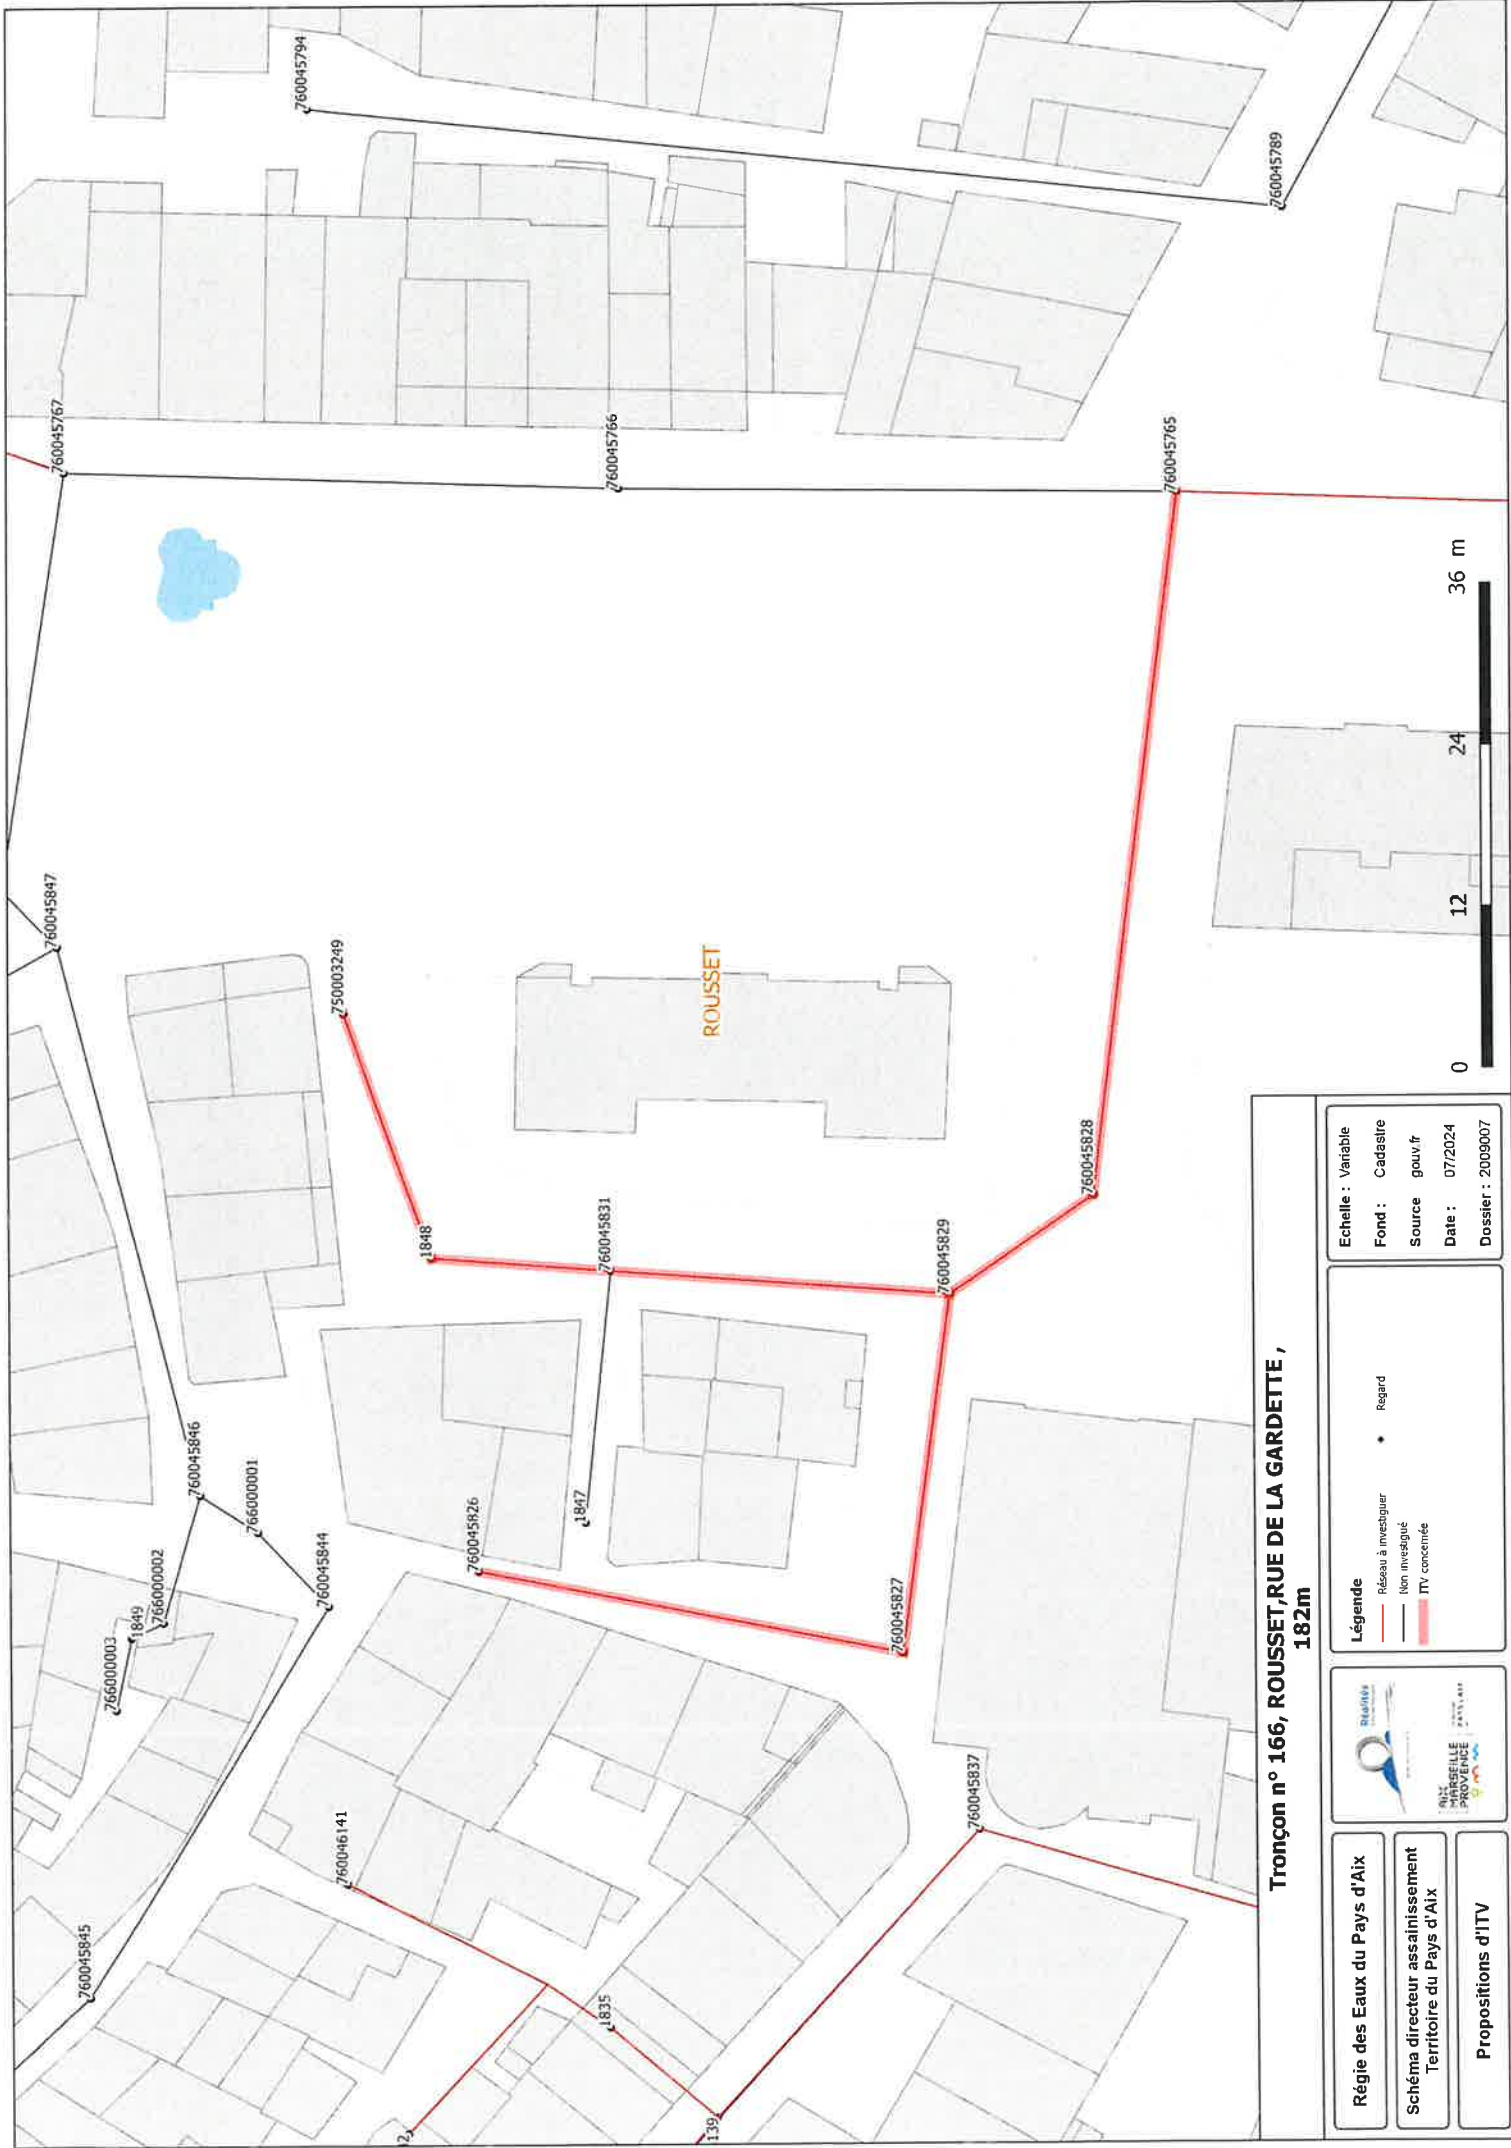 760045794
760045767
760045847
760045789
760045766
750003249
760045765
ROUSSET
1848
760045831
760045846
766000001
760045826
1847
760045829
760045828
766000002
1849
766000003
760045844
760045827
760046141
760045845
1835
139
760045837
0 12 24 36 m
Tronçon n° 166, ROUSSET,RUE DE LA GARDETTE ,
182m
Régie des Eaux du Pays d'Aix
Schéma directeur assainissement
Territoire du Pays d'Aix
Propositions d'ITV
Réalités
AIX
MARSEILLE
PROVENCE
Légende
Réseau à investiguer
Non investigué
ITV concernée
Regard
Echelle : Variable
Fond : Cadastre
Source gouv.fr
Date : 07/2024
Dossier : 2009007